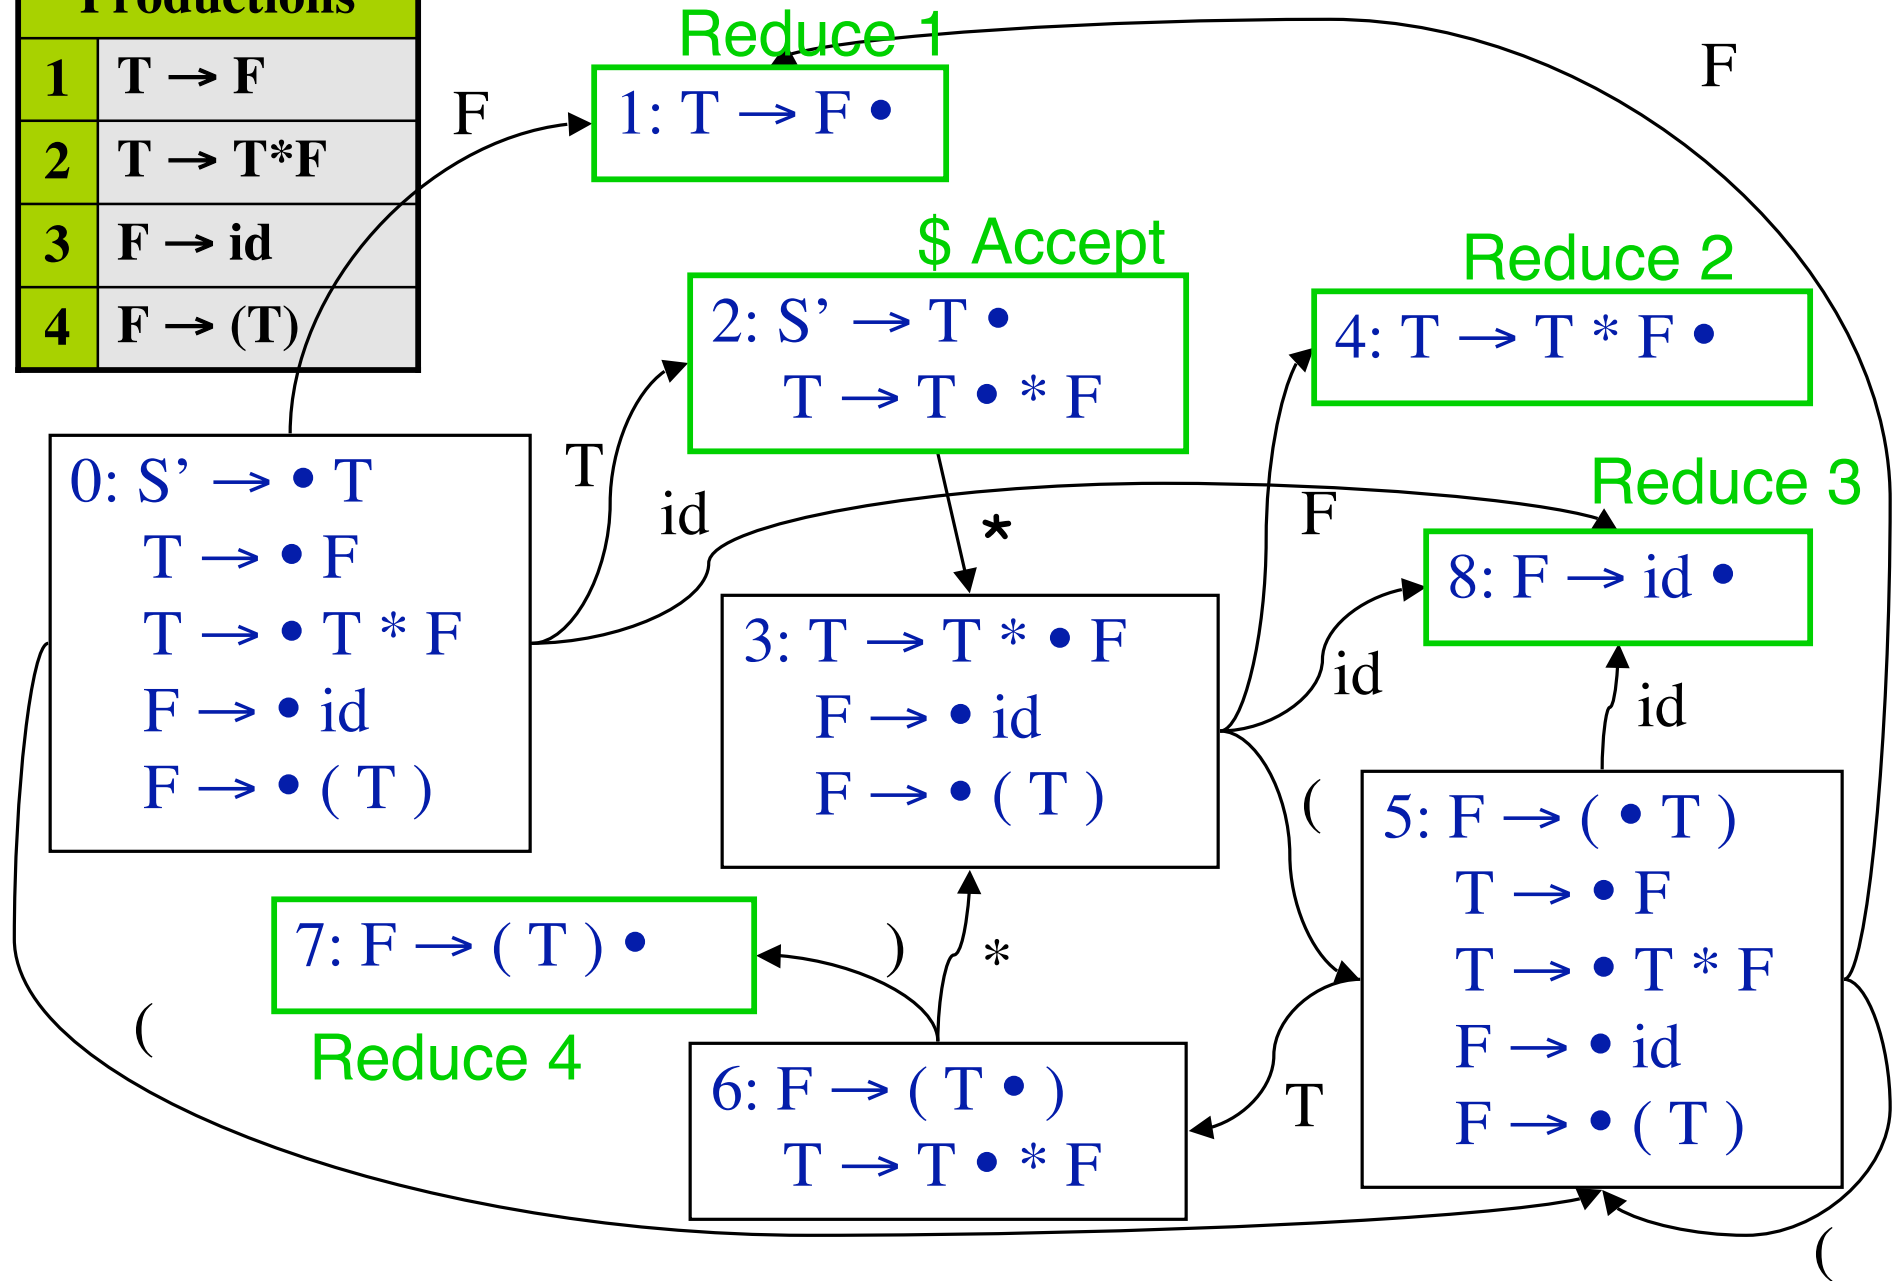 Productions
1 T → F
2 T → T*F
3 F → id
4 F → (T)
Reduce 1
F
F
1: T → F •
$ Accept
2: S’ → T •
T → T • * F
Reduce 2
4: T → T * F •
0: S’ → • T
T → • F
T → • T * F
F → • id
F → • ( T )
T
id
*
F
Reduce 3
8: F → id •
3: T → T * • F
F → • id
F → • ( T )
id
id
(
5: F → ( • T )
T → • F
T → • T * F
F → • id
F → • ( T )
7: F → ( T ) •
Reduce 4
)
*
(
6: F → ( T • )
T → T • * F
T
(